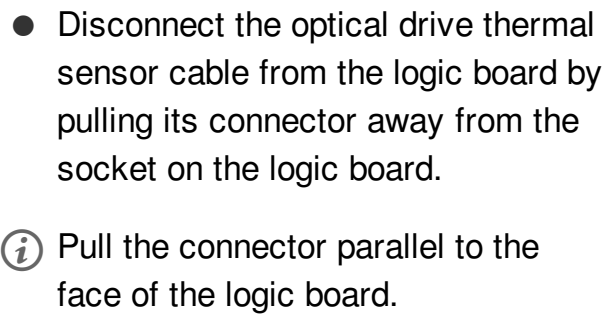 Disconnect the optical drive thermal
sensor cable from the logic board by
pulling its connector away from the
socket on the logic board.
Pull the connector parallel to the
face of the logic board.